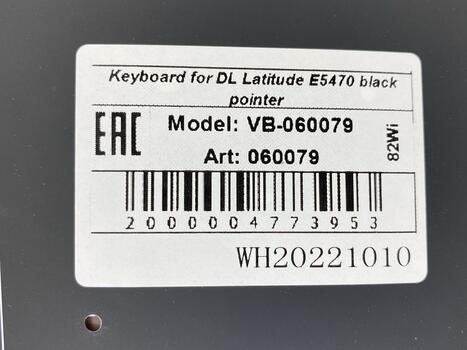 Keyboard for DL Latitude E5470 black
pointer
EAC
Model: VB-060079
Art: 060079
82Wi
2000004773953
WH20221010